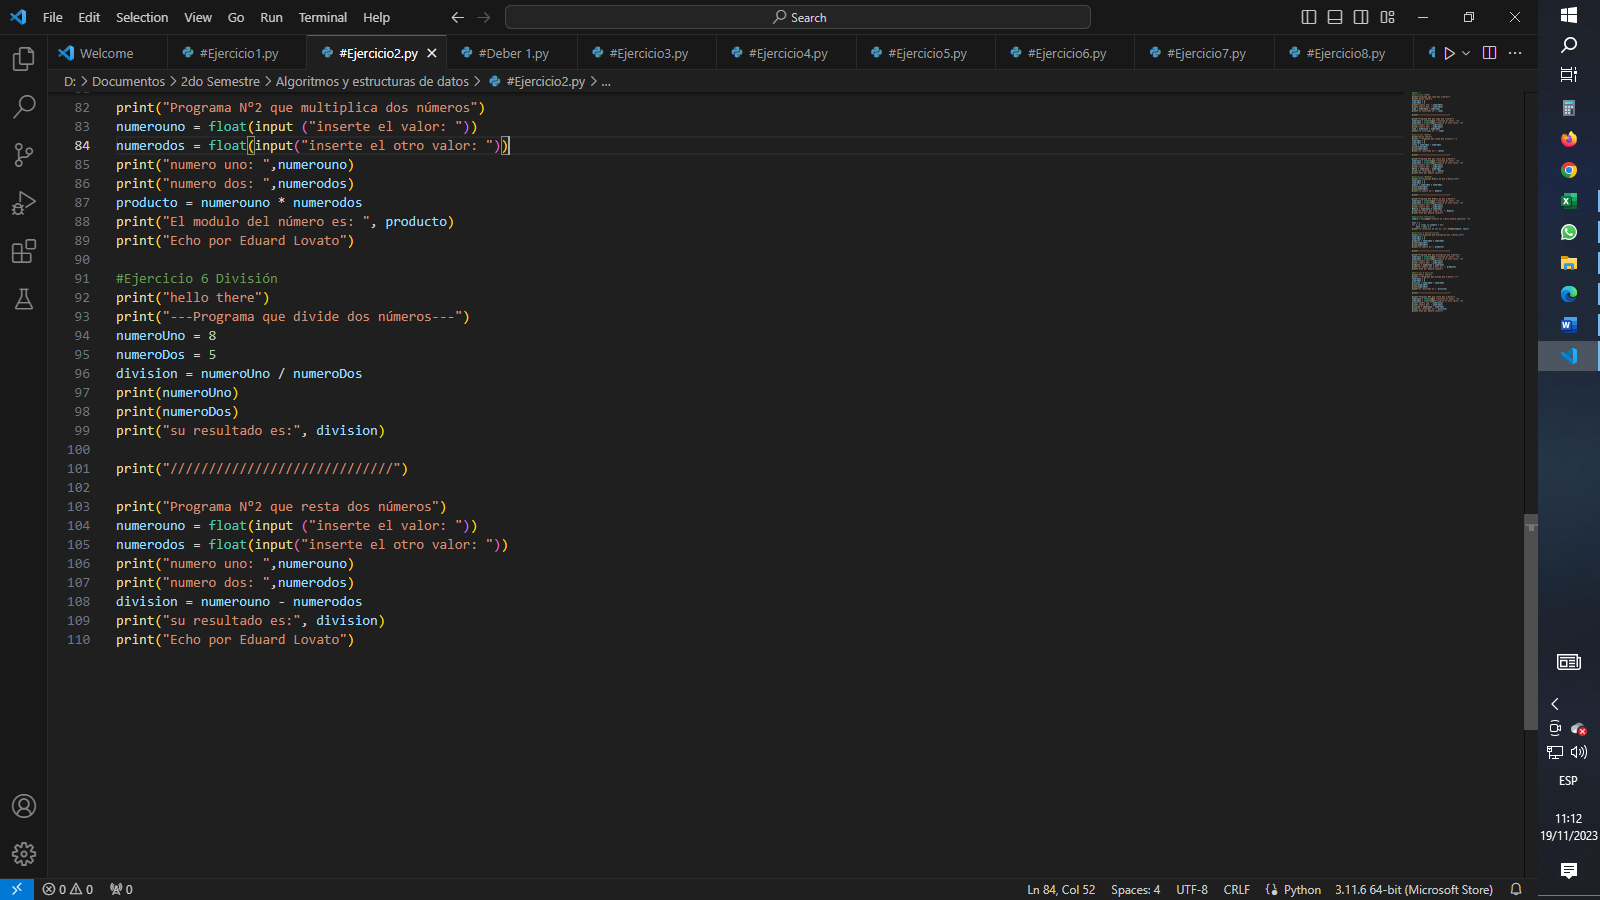 File Edit Selection View Go Run Terminal Help
Search
Welcome #Ejercicio1.py #Ejercicio2.py #Deber 1.py #Ejercicio3.py #Ejercicio4.py #Ejercicio5.py #Ejercicio6.py #Ejercicio7.py #Ejercicio8.py
D: > Documentos > 2do Semestre > Algoritmos y estructuras de datos > #Ejercicio2.py > ...
82 print("Programa Nº2 que multiplica dos números")
83 numerouno = float(input ("inserte el valor: "))
84 numerodos = float(input("inserte el otro valor: "))
85 print("numero uno: ",numerouno)
86 print("numero dos: ",numerodos)
87 producto = numerouno * numerodos
88 print("El modulo del número es: ", producto)
89 print("Echo por Eduard Lovato")
90
91 #Ejercicio 6 División
92 print("hello there")
93 print("---Programa que divide dos números---")
94 numeroUno = 8
95 numeroDos = 5
96 division = numeroUno / numeroDos
97 print(numeroUno)
98 print(numeroDos)
99 print("su resultado es:", division)
100
101 print("/////////////////////////////")
102
103 print("Programa Nº2 que resta dos números")
104 numerouno = float(input ("inserte el valor: "))
105 numerodos = float(input("inserte el otro valor: "))
106 print("numero uno: ",numerouno)
107 print("numero dos: ",numerodos)
108 division = numerouno - numerodos
109 print("su resultado es:", division)
110 print("Echo por Eduard Lovato")
ESP
11:12
19/11/2023
0 0 0 Ln 84, Col 52 Spaces: 4 UTF-8 CRLF Python 3.11.6 64-bit (Microsoft Store)